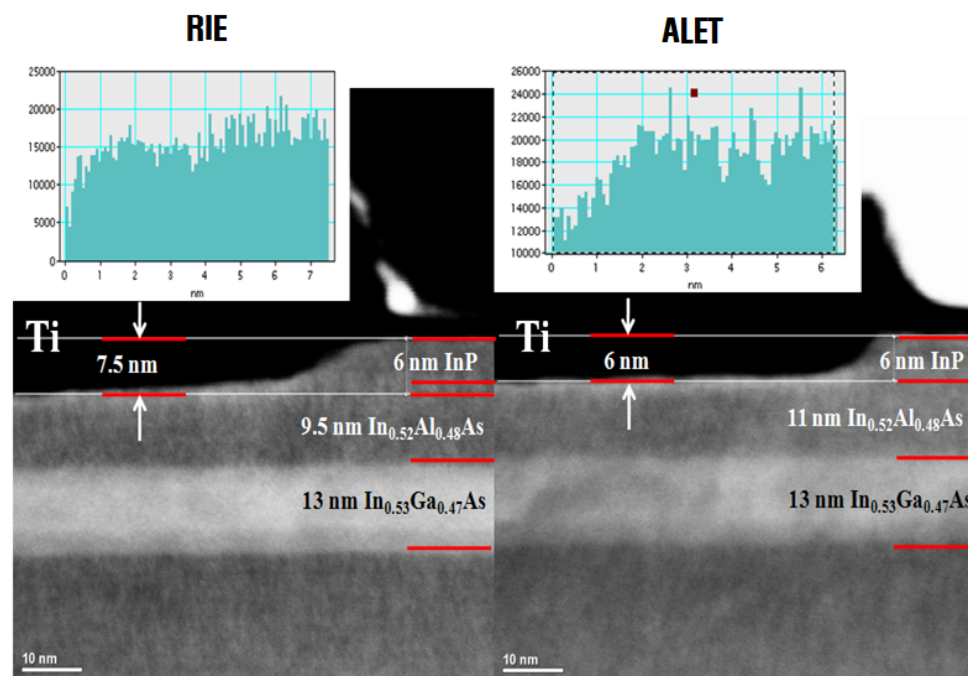 RIE
ALET
25000
20000
15000
10000
5000
0
0 1 2 3 4 5 6 7
nm
26000
24000
22000
20000
18000
16000
14000
12000
10000
0 1 2 3 4 5 6
nm
Ti
7.5 nm
6 nm InP
9.5 nm In₀.₅₂Al₀.₄₈As
13 nm In₀.₅₃Ga₀.₄₇As
10 nm
Ti
6 nm
6 nm InP
11 nm In₀.₅₂Al₀.₄₈As
13 nm In₀.₅₃Ga₀.₄₇As
10 nm